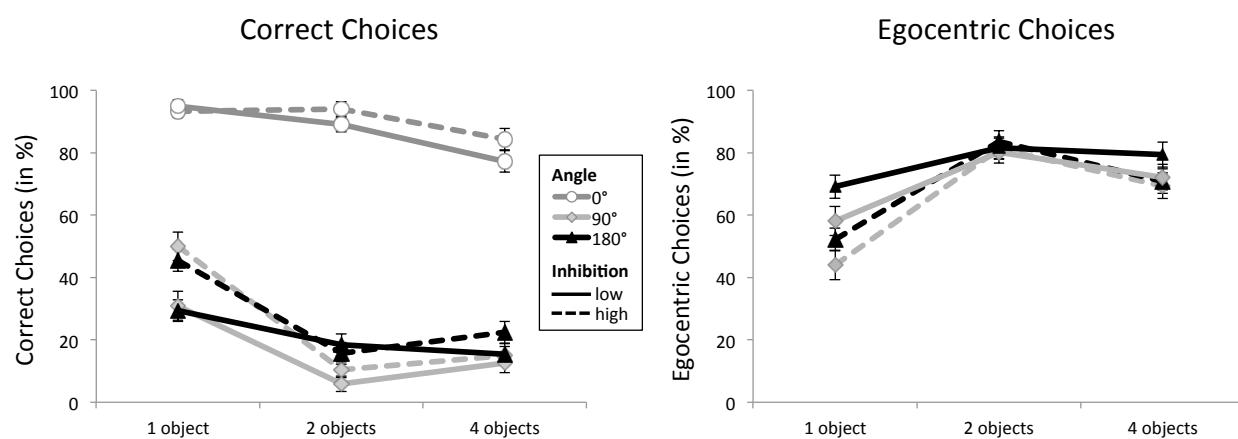 Correct Choices
Correct Choices (in %)
100
80
60
40
20
0
1 object
2 objects
4 objects
Angle
0°
90°
180°
Inhibition
low
high
Egocentric Choices
Egocentric Choices (in %)
100
80
60
40
20
0
1 object
2 objects
4 objects